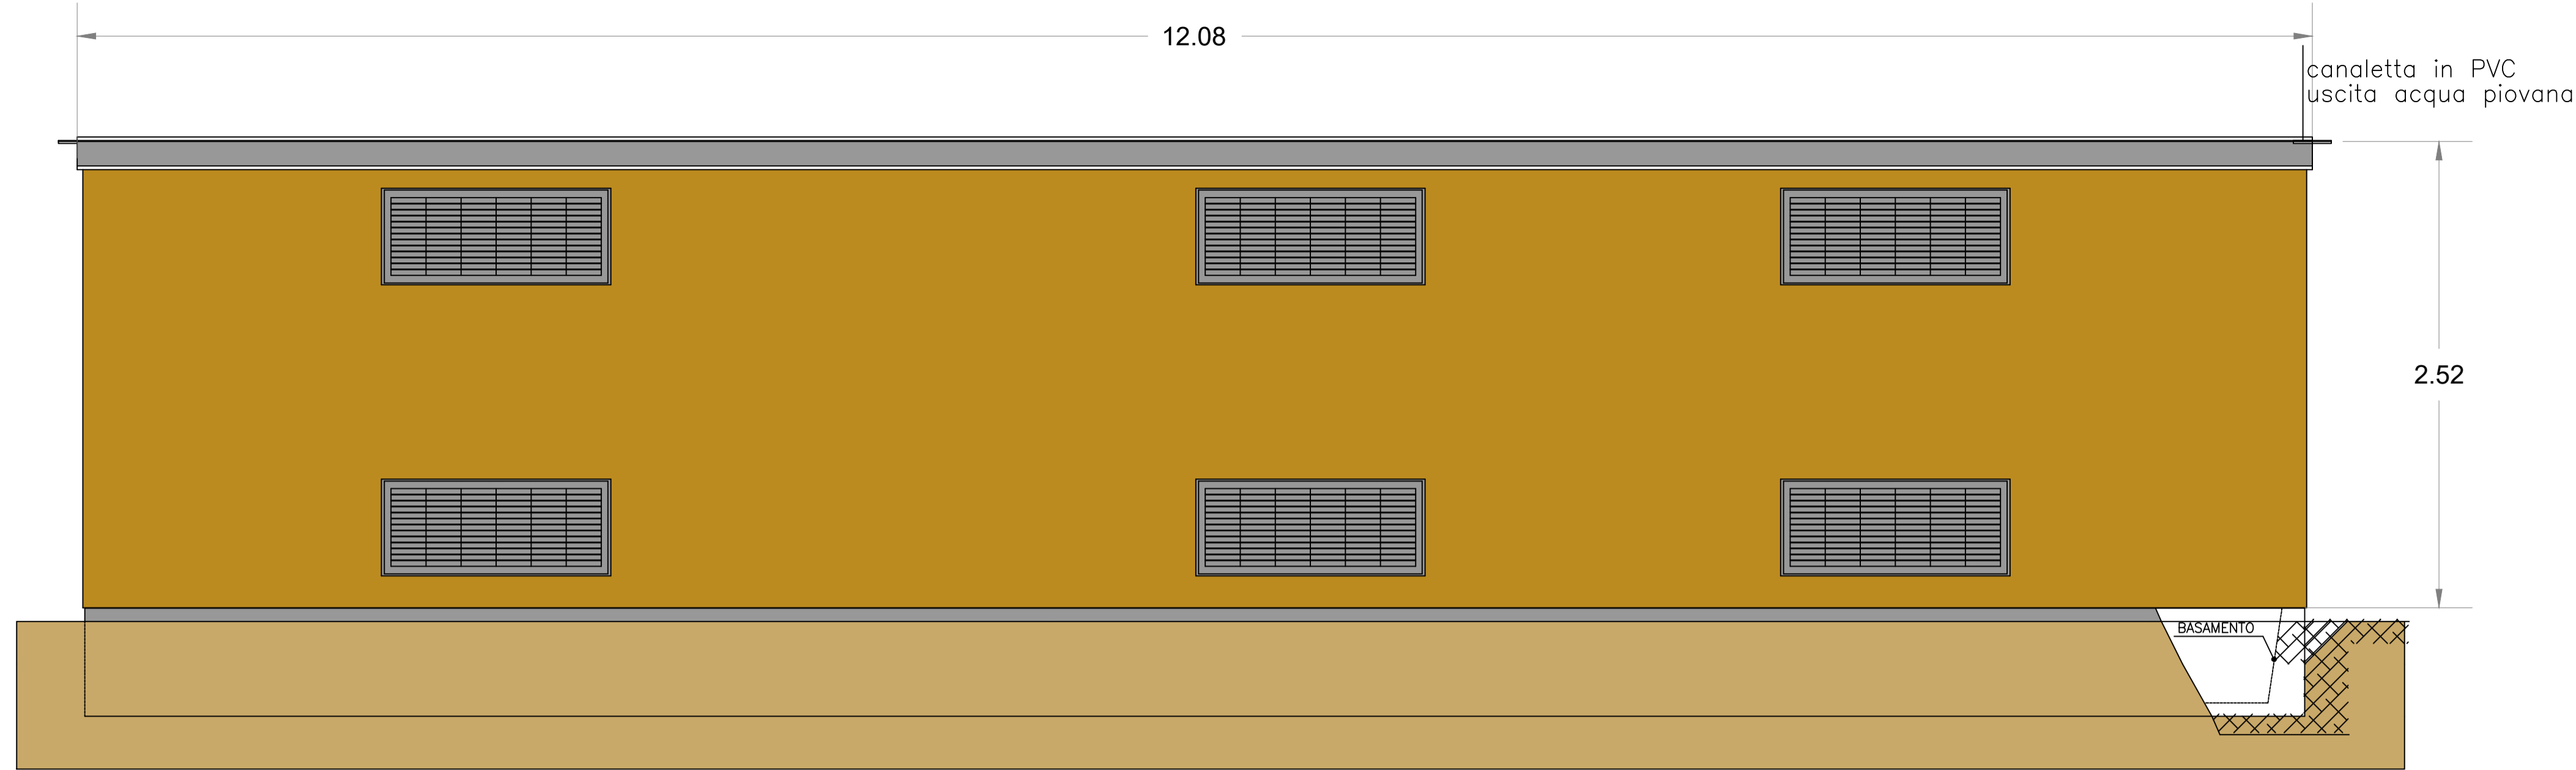 12.08
canaletta in PVC
uscita acqua piovana
2.52
BASAMENTO